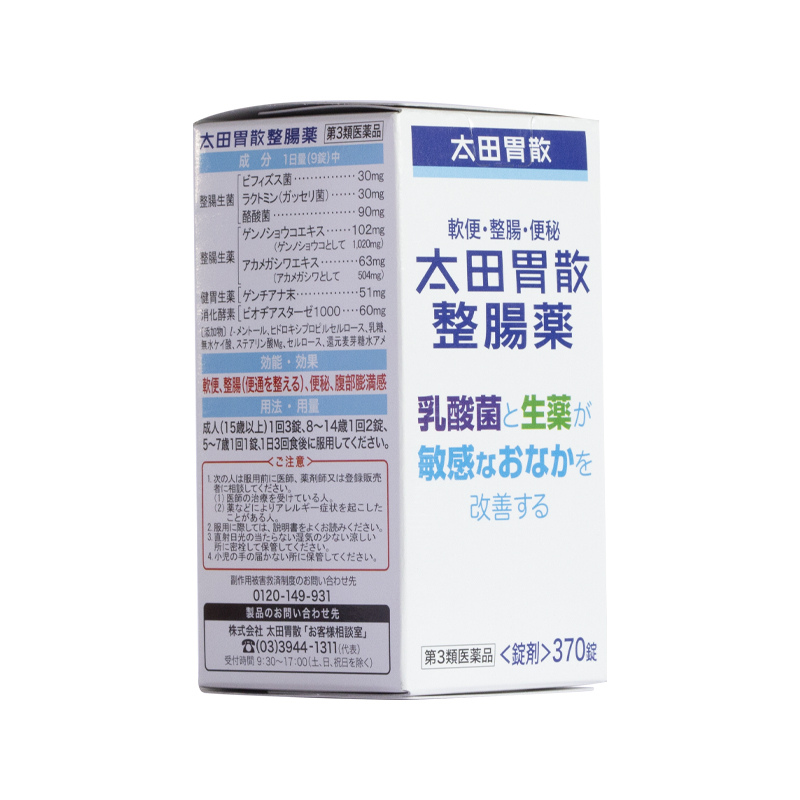 太田胃散整腸薬 第3類医薬品
成分 1日量(9錠)中
整腸生菌
ビフィズス菌 30mg
ラクトミン(ガッセリ菌) 30mg
酪酸菌 90mg
整腸生薬
ゲンノショウコエキス 102mg
(ゲンノショウコとして 1,020mg)
アカメガシワエキス 63mg
(アカメガシワとして 504mg)
健胃生薬 ゲンチアナ末 51mg
消化酵素 ビオヂアスターゼ1000 60mg
〔添加物〕l-メントール、ヒドロキシプロピルセルロース、乳糖、
無水ケイ酸、ステアリン酸Mg、セルロース、還元麦芽糖水アメ
効能・効果
軟便、整腸(便通を整える)、便秘、腹部膨満感
用法・用量
成人(15歳以上)1回3錠、8〜14歳1回2錠、
5〜7歳1回1錠、1日3回食後に服用してください。
〈ご注意〉
1.次の人は服用前に医師、薬剤師又は登録販売
者に相談してください。
(1)医師の治療を受けている人。
(2)薬などによりアレルギー症状を起こした
ことがある人。
2.服用に際しては、説明書をよくお読みください。
3.直射日光の当たらない湿気の少ない涼しい
所に密栓して保管してください。
4.小児の手の届かない所に保管してください。
副作用被害救済制度のお問い合わせ先
0120-149-931
製品のお問い合わせ先
株式会社 太田胃散「お客様相談室」
☎(03)3944-1311(代表)
受付時間 9:30〜17:00(土、日、祝日を除く)
太田胃散
軟便・整腸・便秘
太田胃散
整腸薬
乳酸菌と生薬が
敏感なおなかを
改善する
第3類医薬品 〈錠剤〉370錠